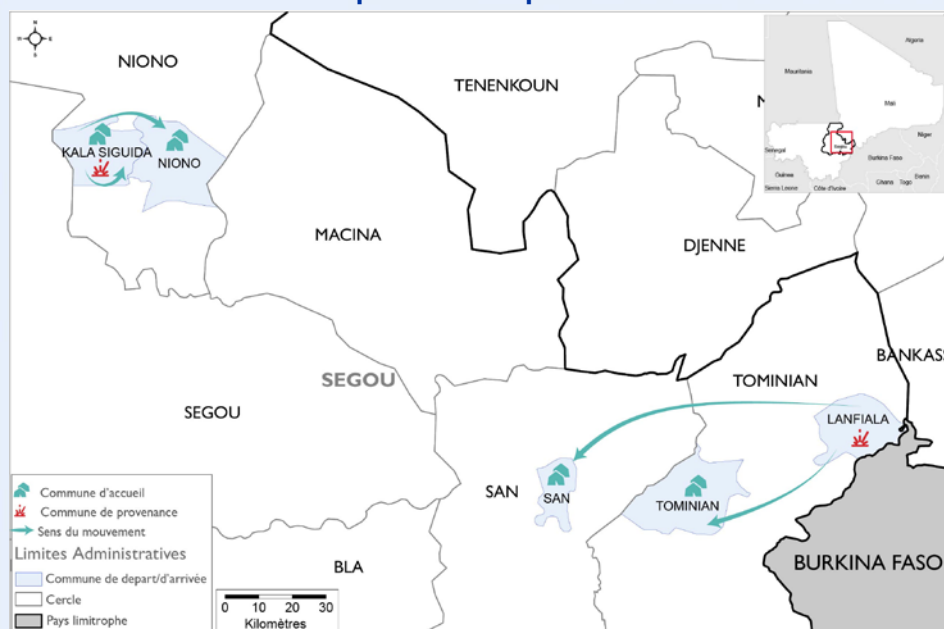 N
E
S
NIONO
TENENKOUN
KALA SIGUIDA
NIONO
MACINA
DJENNE
SEGOU
SEGOU
TOMINIAN
BANKASS
LANFIALA
SAN
SAN
TOMINIAN
BLA
BURKINA FASO
Algeria
Mauritania
Mali
Niger
Senegal
Burkina Faso
Guinea
Benin
Ghana
Togo
Sierra Leone
Côte d'Ivoire
Commune d'accueil
Commune de provenance
Sens du mouvement
Limites Administratives
Commune de depart/d'arrivée
Cercle
Pays limitrophe
0 10 20 30
Kilomètres